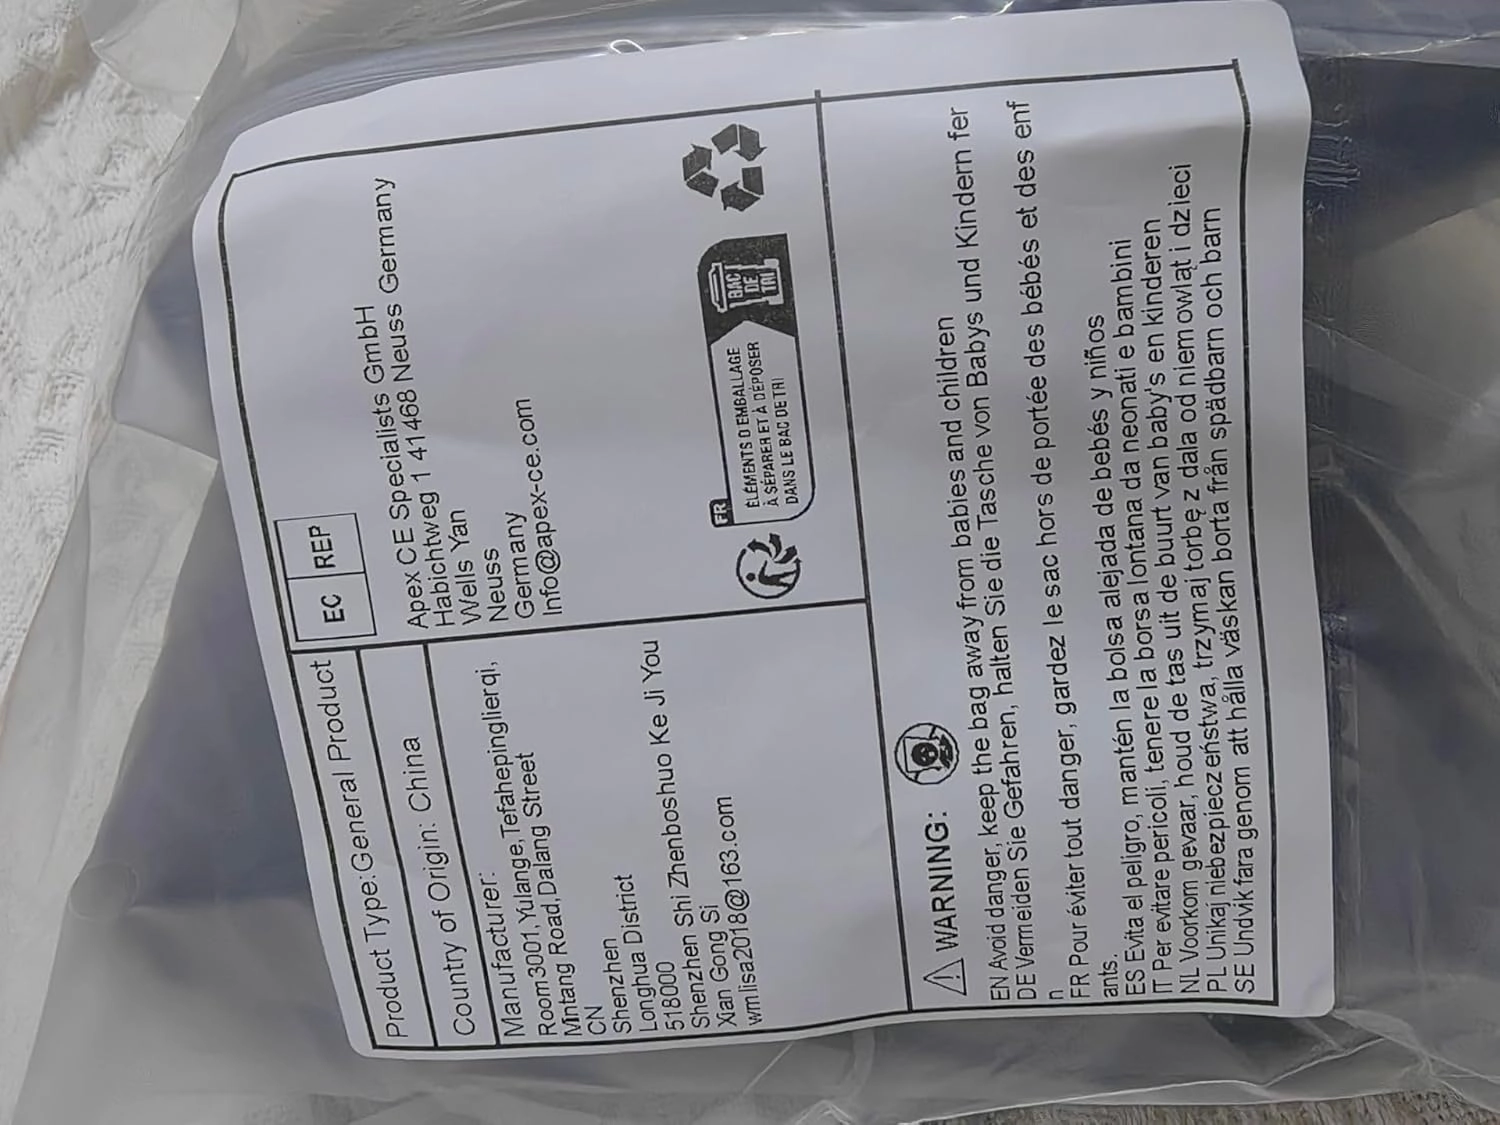 Product Type:General Product
Country of Origin: China
Manufacturer:
Room3001,Yulange,Tefahepinglierqi,
Mintang Road,Dalang Street
CN
Shenzhen
Longhua District
518000
Shenzhen Shi Zhenboshuo Ke Ji You
Xian Gong Si
wmlisa2018@163.com
EC REP
Apex CE Specialists GmbH
Habichtweg 1 41468 Neuss Germany
Wells Yan
Neuss
Germany
Info@apex-ce.com
FR
ÉLÉMENTS D'EMBALLAGE
À SÉPARER ET À DÉPOSER
DANS LE BAC DE TRI
BAC
DE
TRI
WARNING:
EN Avoid danger, keep the bag away from babies and children
DE Vermeiden Sie Gefahren, halten Sie die Tasche von Babys und Kindern fer
n
FR Pour éviter tout danger, gardez le sac hors de portée des bébés et des enf
ants.
ES Evita el peligro, mantén la bolsa alejada de bebés y niños
IT Per evitare pericoli, tenere la borsa lontana da neonati e bambini
NL Voorkom gevaar, houd de tas uit de buurt van baby's en kinderen
PL Unikaj niebezpieczeństwa, trzymaj torbę z dala od niemowląt i dzieci
SE Undvik fara genom att hålla väskan borta från spädbarn och barn